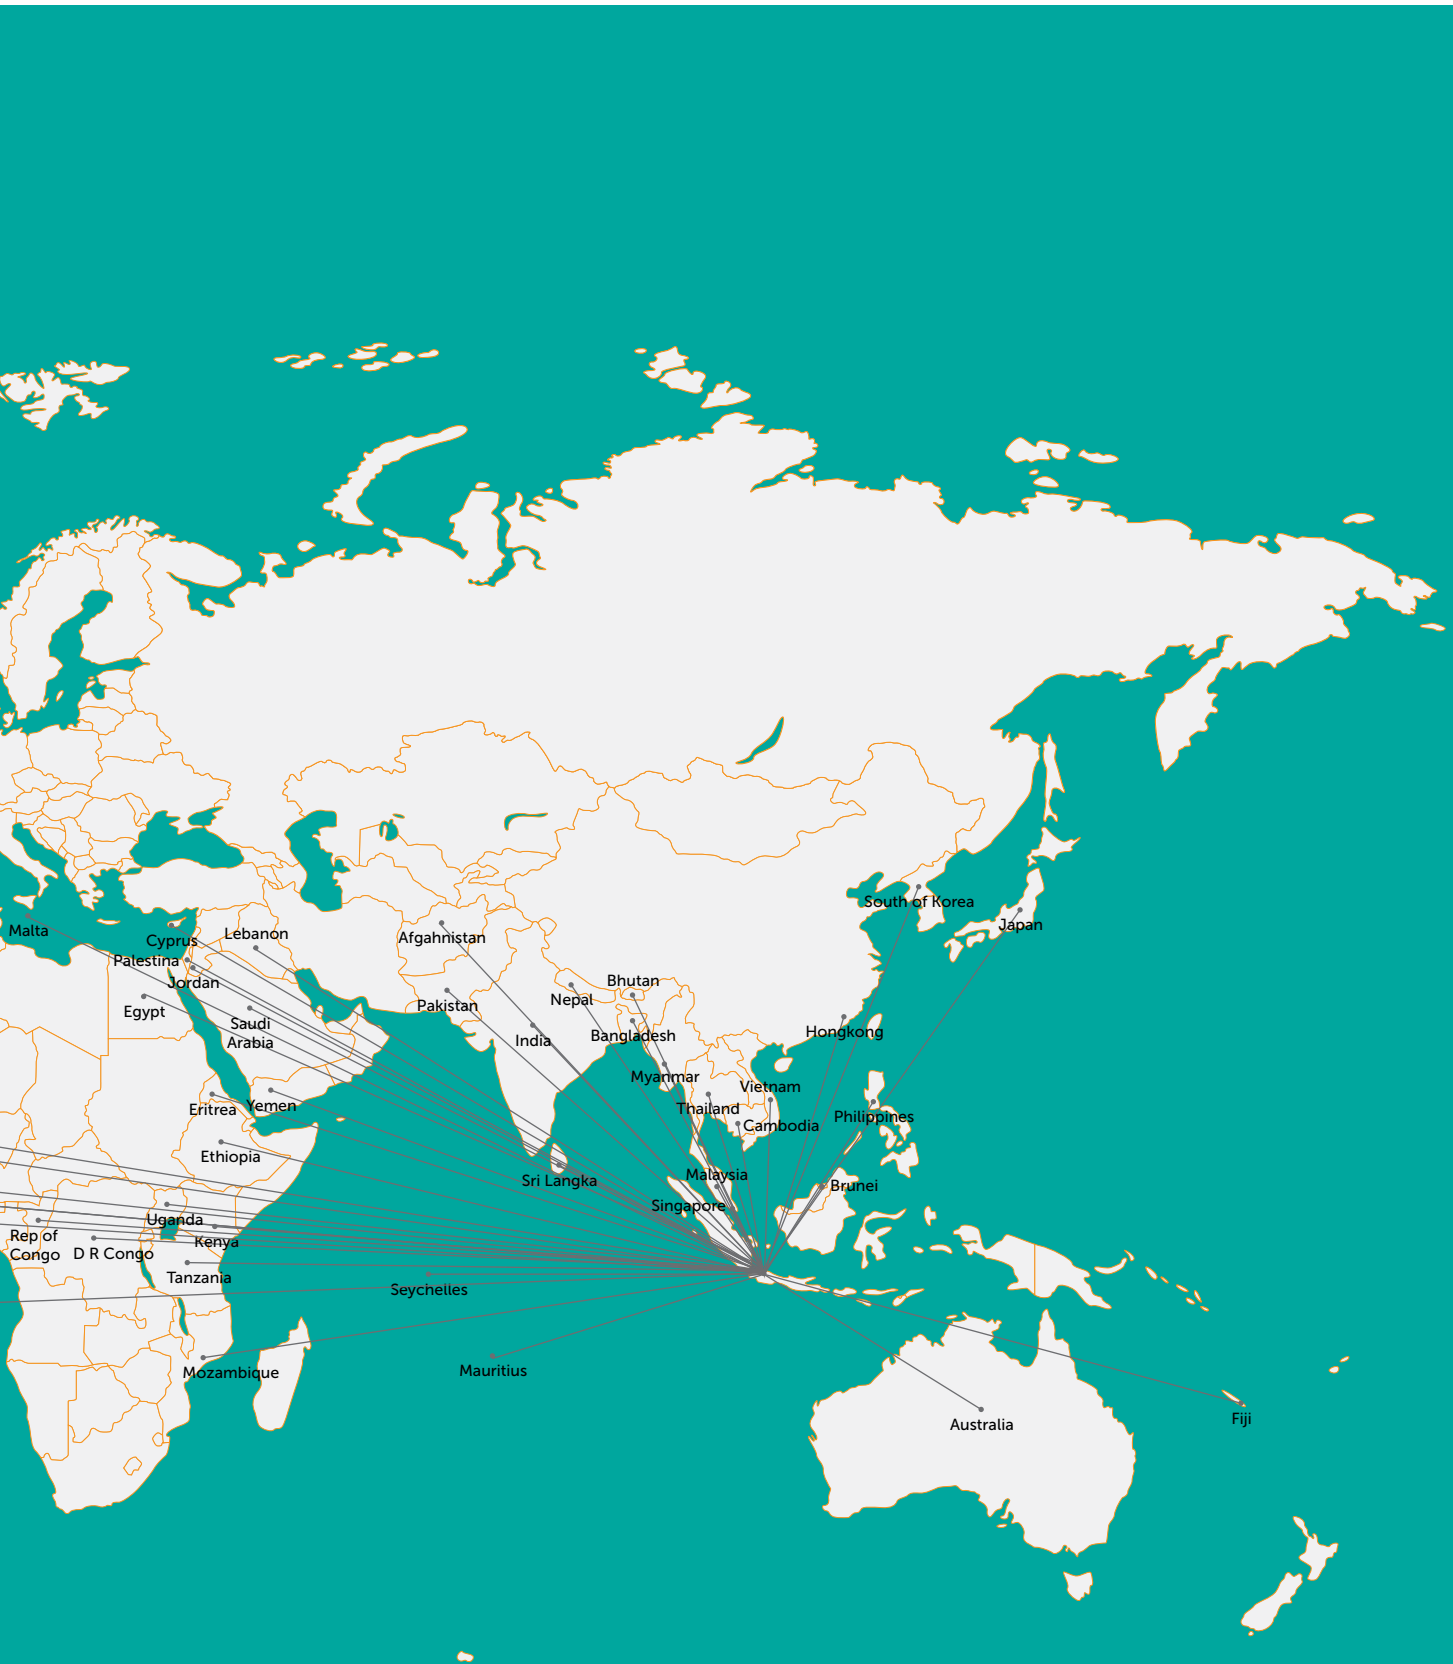 South of Korea
Japan
Malta
Cyprus
Lebanon
Afgahnistan
Palestina
Jordan
Bhutan
Nepal
Pakistan
Egypt
Saudi
Arabia
India
Bangladesh
Hongkong
Myanmar
Vietnam
Eritrea
Yemen
Thailand
Cambodia
Philippines
Ethiopia
Sri Langka
Malaysia
Brunei
Singapore
Uganda
Rep of
Congo
D R Congo
Kenya
Tanzania
Seychelles
Mozambique
Mauritius
Australia
Fiji